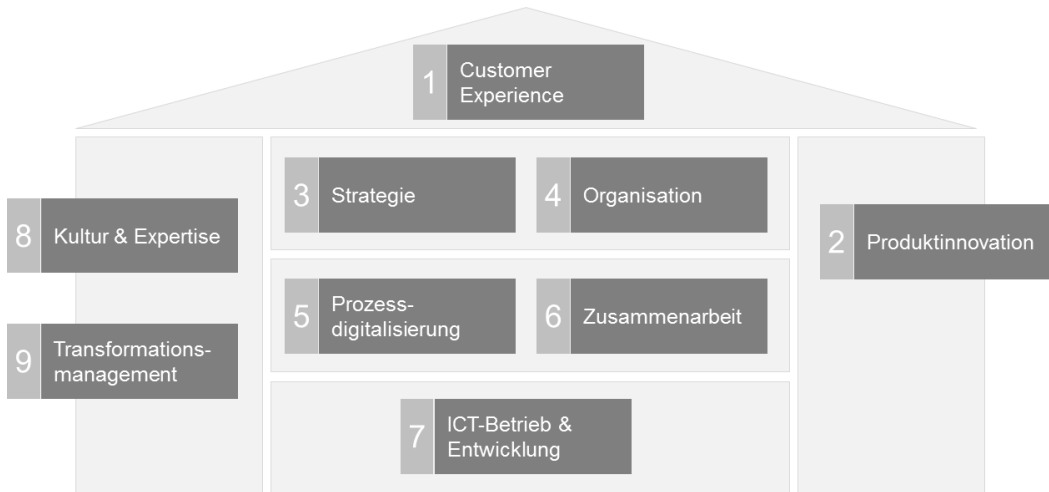 1
Customer
Experience
3
Strategie
4
Organisation
8
Kultur & Expertise
2
Produktinnovation
5
Prozess-
digitalisierung
6
Zusammenarbeit
9
Transformations-
management
7
ICT-Betrieb &
Entwicklung